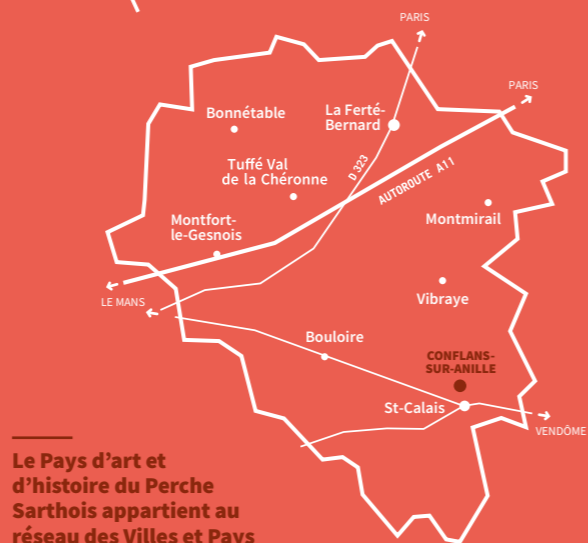 PARIS
PARIS
Bonnétable
La Ferté-
Bernard
D 323
Tuffé Val
de la Chéronne
AUTOROUTE A11
Montfort-
le-Gesnois
Montmirail
LE MANS
Vibraye
Bouloire
CONFLANS-
SUR-ANILLE
St-Calais
VENDÔME
Le Pays d’art et
d’histoire du Perche
Sarthois appartient au
réseau des Villes et Pays